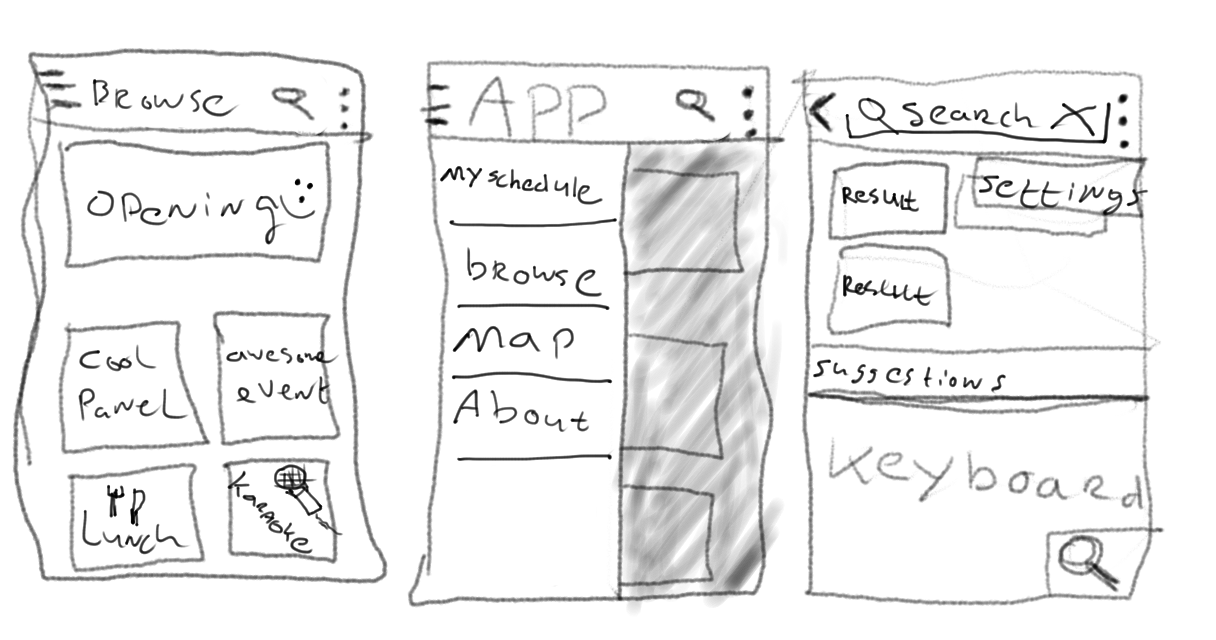 Browse
Opening
Cool
Panel
awesome
event
Lunch
Karaoke
APP
My schedule
browse
Map
About
Search X
Result
Settings
Result
suggestions
Keyboard